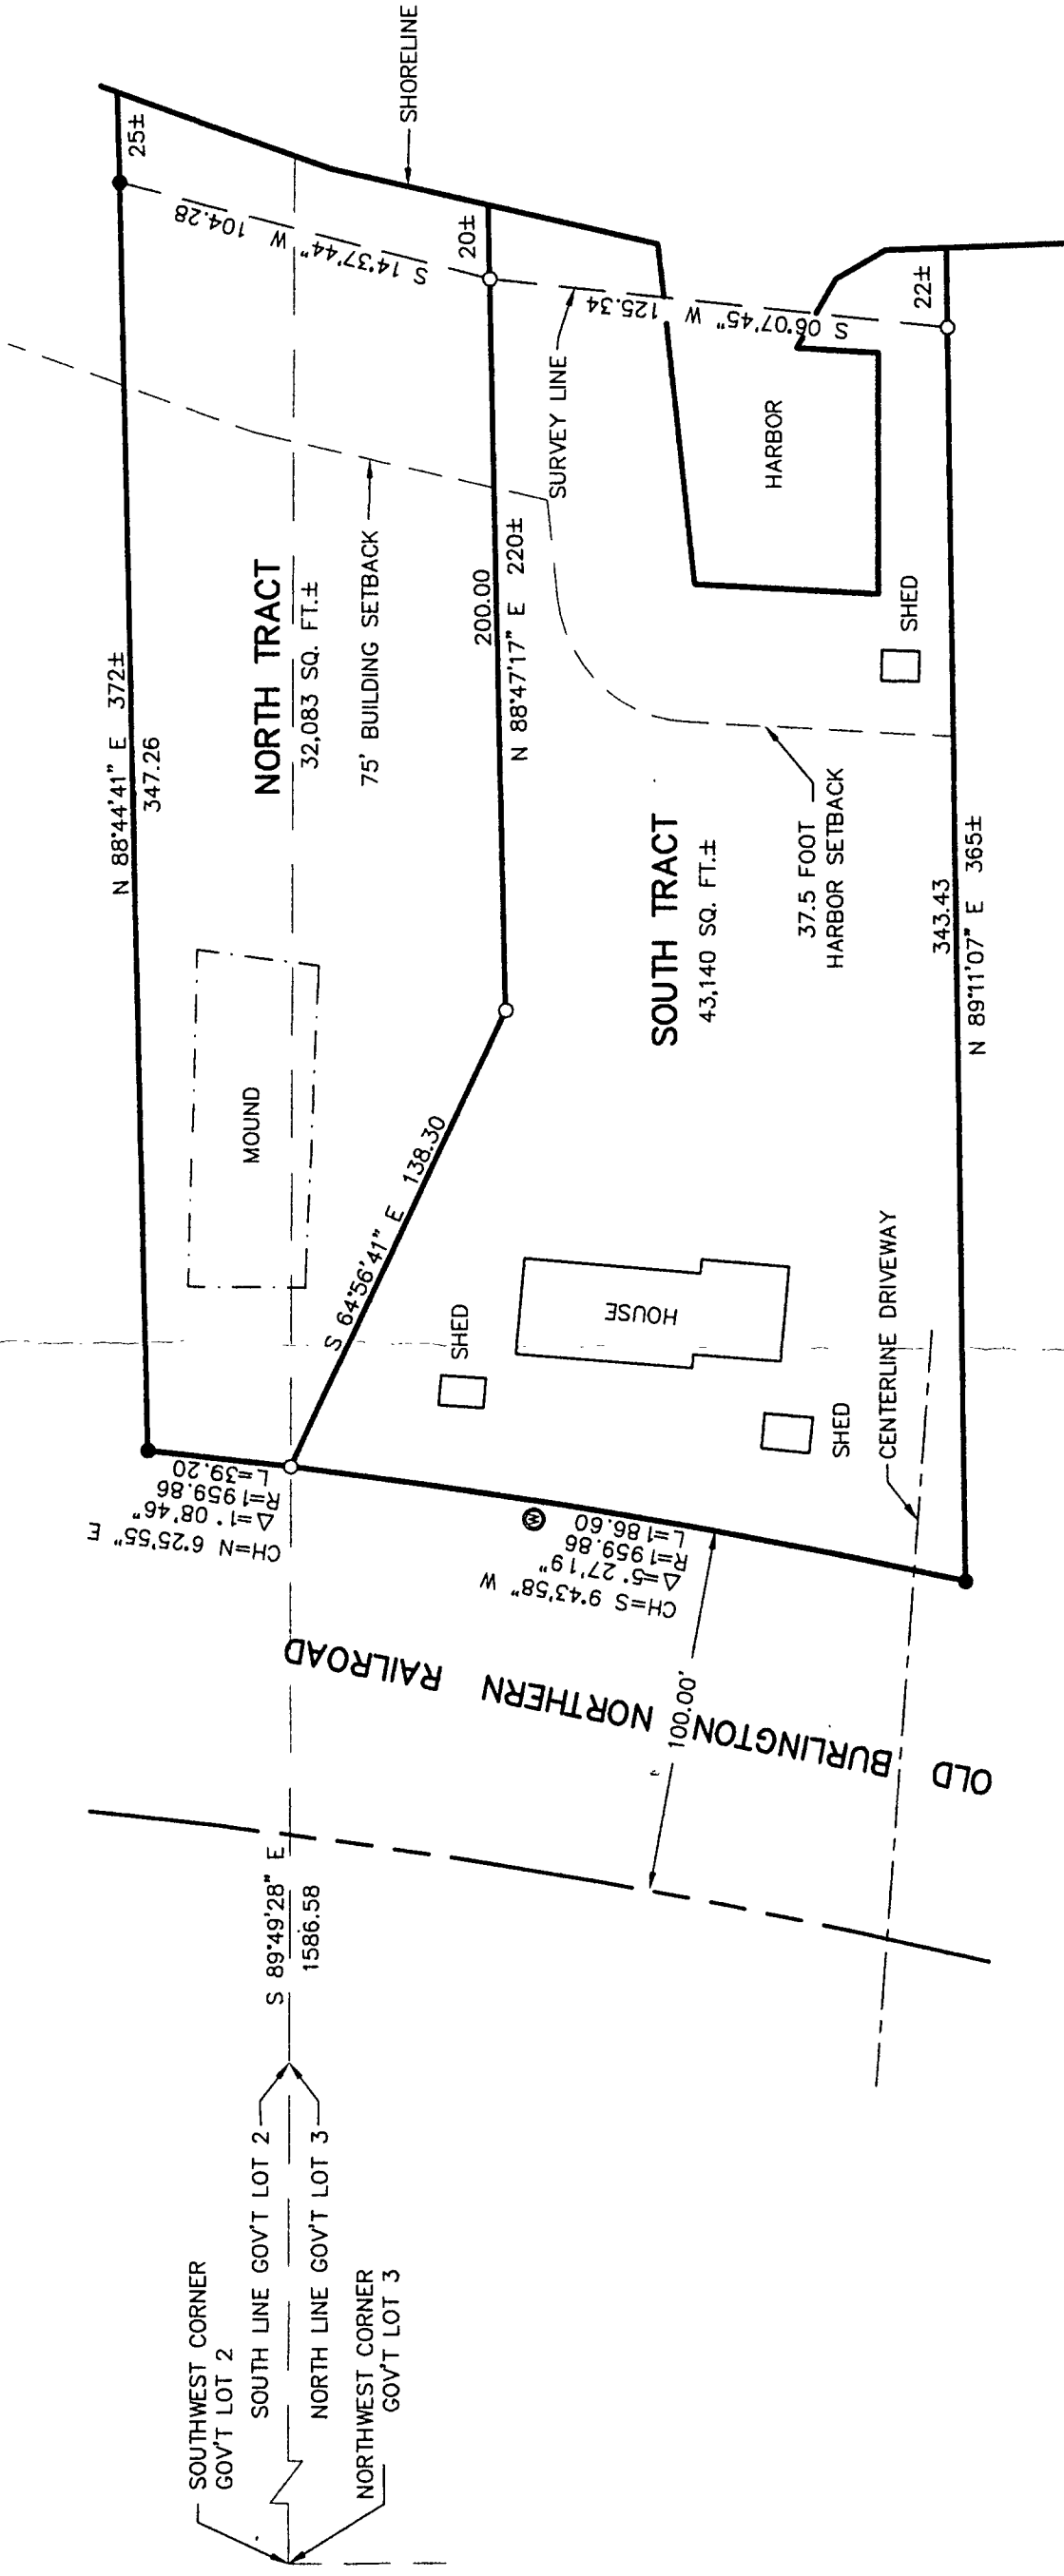 SOUTHWEST CORNER
GOV'T LOT 2
SOUTH LINE GOV'T LOT 2
NORTH LINE GOV'T LOT 3
NORTHWEST CORNER
GOV'T LOT 3
S 89°49'28" E
1586.58
OLD BURLINGTON NORTHERN RAILROAD
100.00'
CH=N 6°25'55" E
Δ=1°08'46"
R=1959.86
L=39.20
CH=S 9°43'58" W
Δ=5°27'19"
R=1959.86
L=186.60
W
N 88°44'41" E 372±
347.26
25±
MOUND
NORTH TRACT
32,083 SQ. FT.±
75' BUILDING SETBACK
S 14°37'44" W 104.28
SHORELINE
S 64°56'41" E 138.30
200.00
N 88°47'17" E 220±
20±
SURVEY LINE
S 06°07'45" W 125.34
SHED
HOUSE
SHED
CENTERLINE DRIVEWAY
SOUTH TRACT
43,140 SQ. FT.±
37.5 FOOT
HARBOR SETBACK
HARBOR
SHED
343.43
N 89°11'07" E 365±
22±